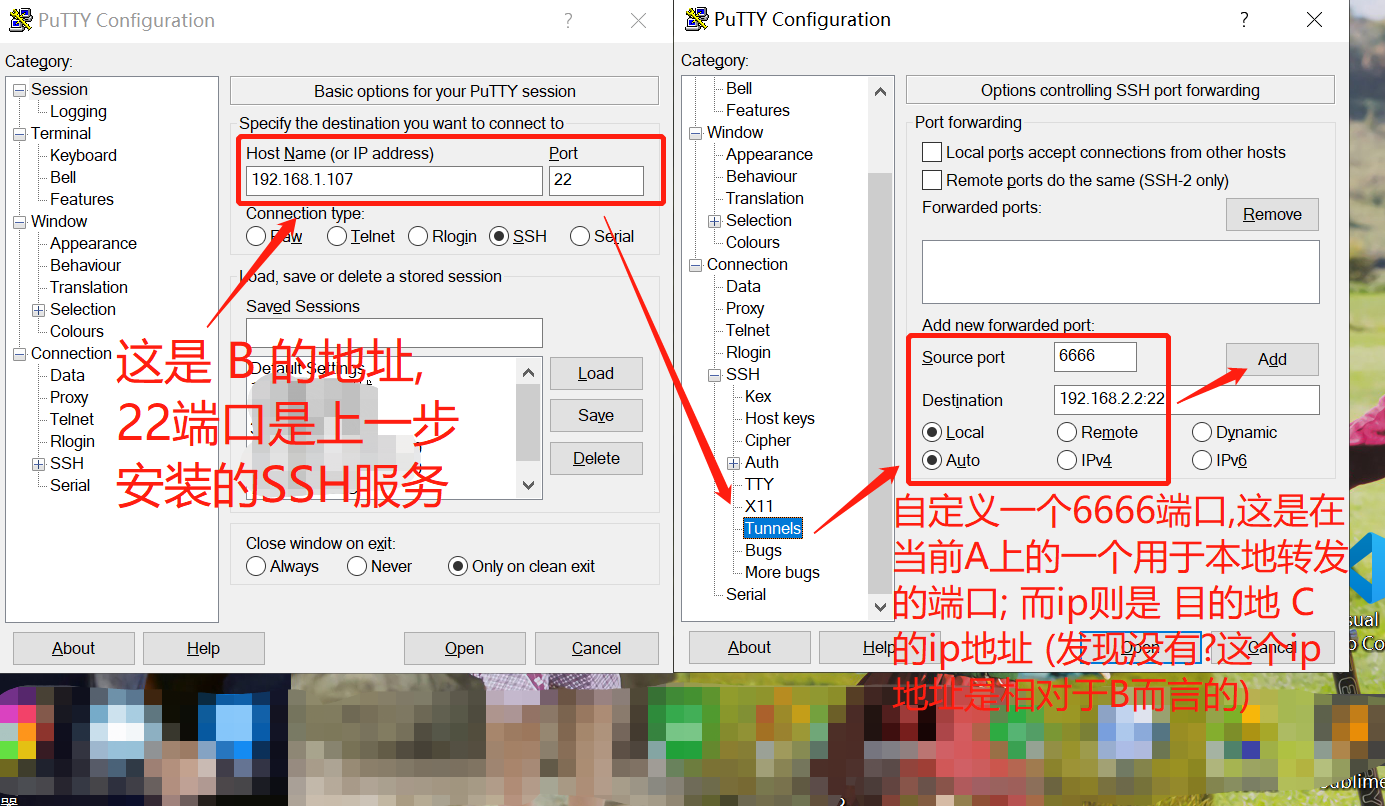 PuTTY Configuration
Category:
Session
Logging
Terminal
Keyboard
Bell
Features
Window
Appearance
Behaviour
Translation
Selection
Colours
Connection
Data
Proxy
Telnet
Rlogin
SSH
Serial
Basic options for your PuTTY session
Specify the destination you want to connect to
Host Name (or IP address)
Port
192.168.1.107
22
Connection type:
Raw
Telnet
Rlogin
SSH
Serial
Load, save or delete a stored session
Saved Sessions
Default Settings
Load
Save
Delete
Close window on exit:
Always
Never
Only on clean exit
About
Help
Open
Cancel
这是 B 的地址,
22端口是上一步
安装的SSH服务
PuTTY Configuration
Category:
Bell
Features
Window
Appearance
Behaviour
Translation
Selection
Colours
Connection
Data
Proxy
Telnet
Rlogin
SSH
Kex
Host keys
Cipher
Auth
TTY
X11
Tunnels
Bugs
More bugs
Serial
Options controlling SSH port forwarding
Port forwarding
Local ports accept connections from other hosts
Remote ports do the same (SSH-2 only)
Forwarded ports:
Remove
Add new forwarded port:
Source port
6666
Add
Destination
192.168.2.2:22
Local
Remote
Dynamic
Auto
IPv4
IPv6
About
Help
Open
Cancel
自定义一个6666端口,这是在
当前A上的一个用于本地转发
的端口; 而ip则是 目的地 C
的ip地址 (发现没有?这个ip
地址是相对于B而言的)